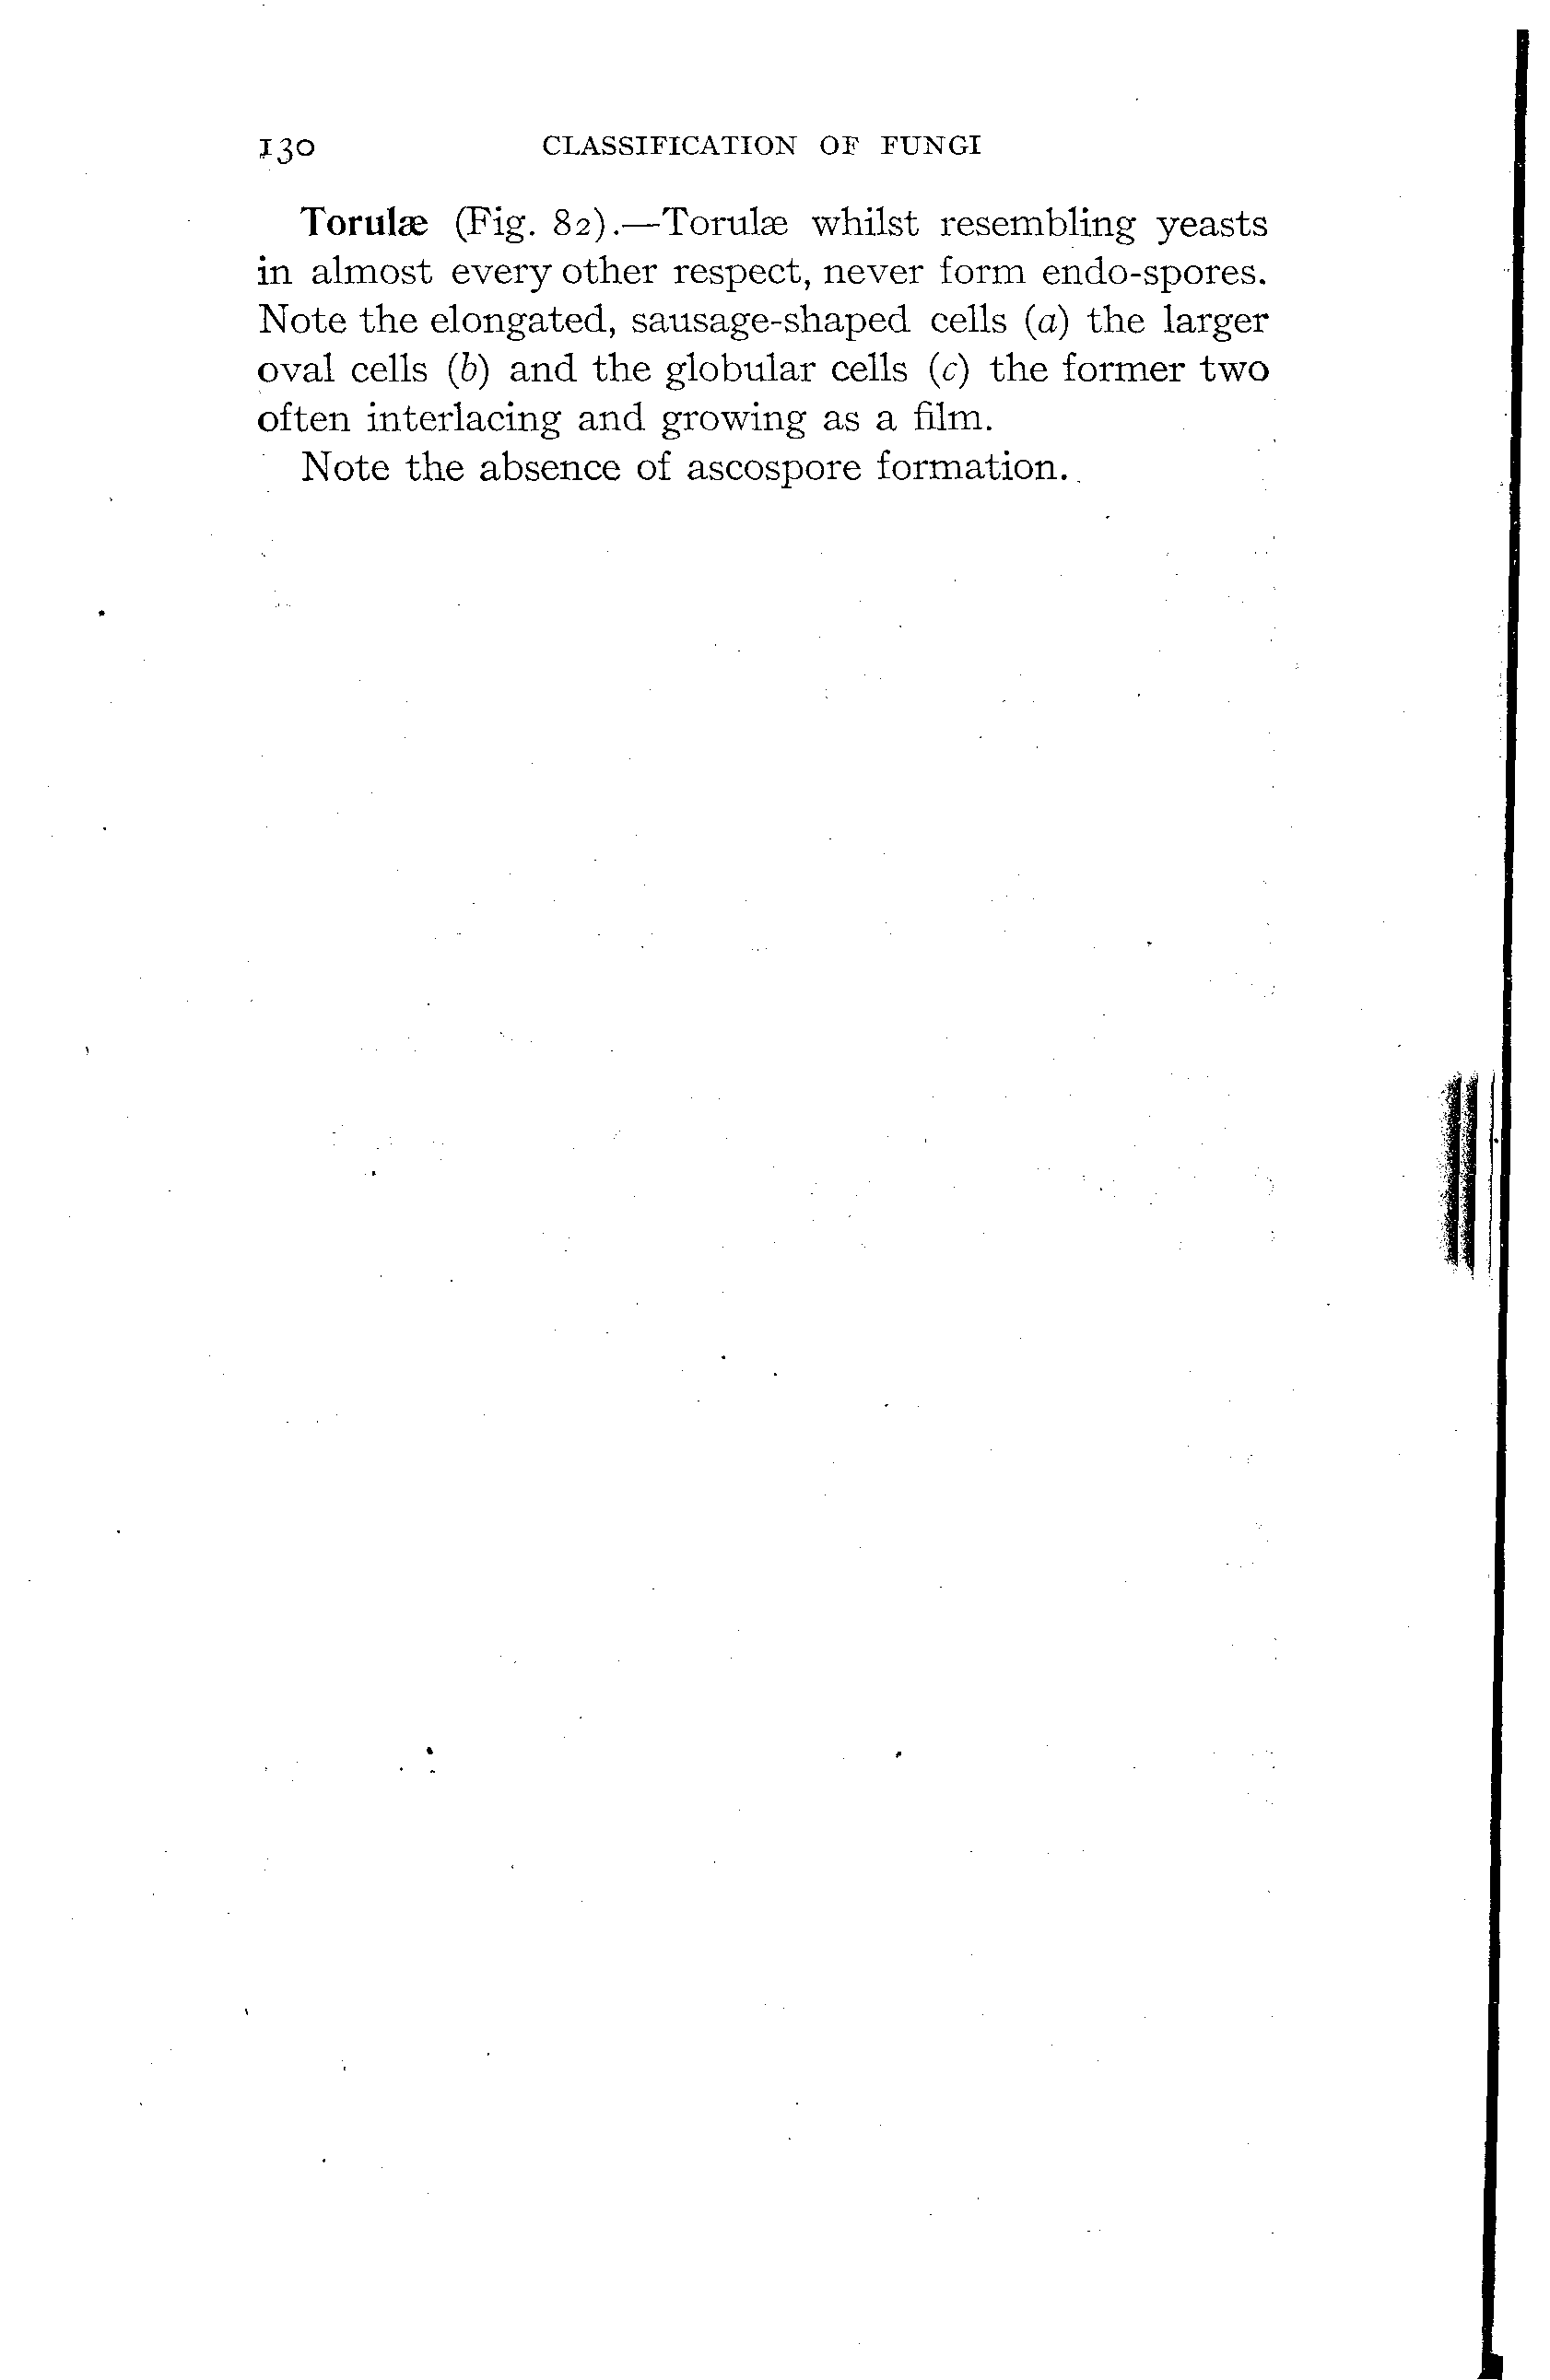 130 CLASSIFICATION OF FUNGI
Torulæ (Fig. 82).—Torulæ whilst resembling yeasts
in almost every other respect, never form endo-spores.
Note the elongated, sausage-shaped cells (a) the larger
oval cells (b) and the globular cells (c) the former two
often interlacing and growing as a film.
Note the absence of ascospore formation.